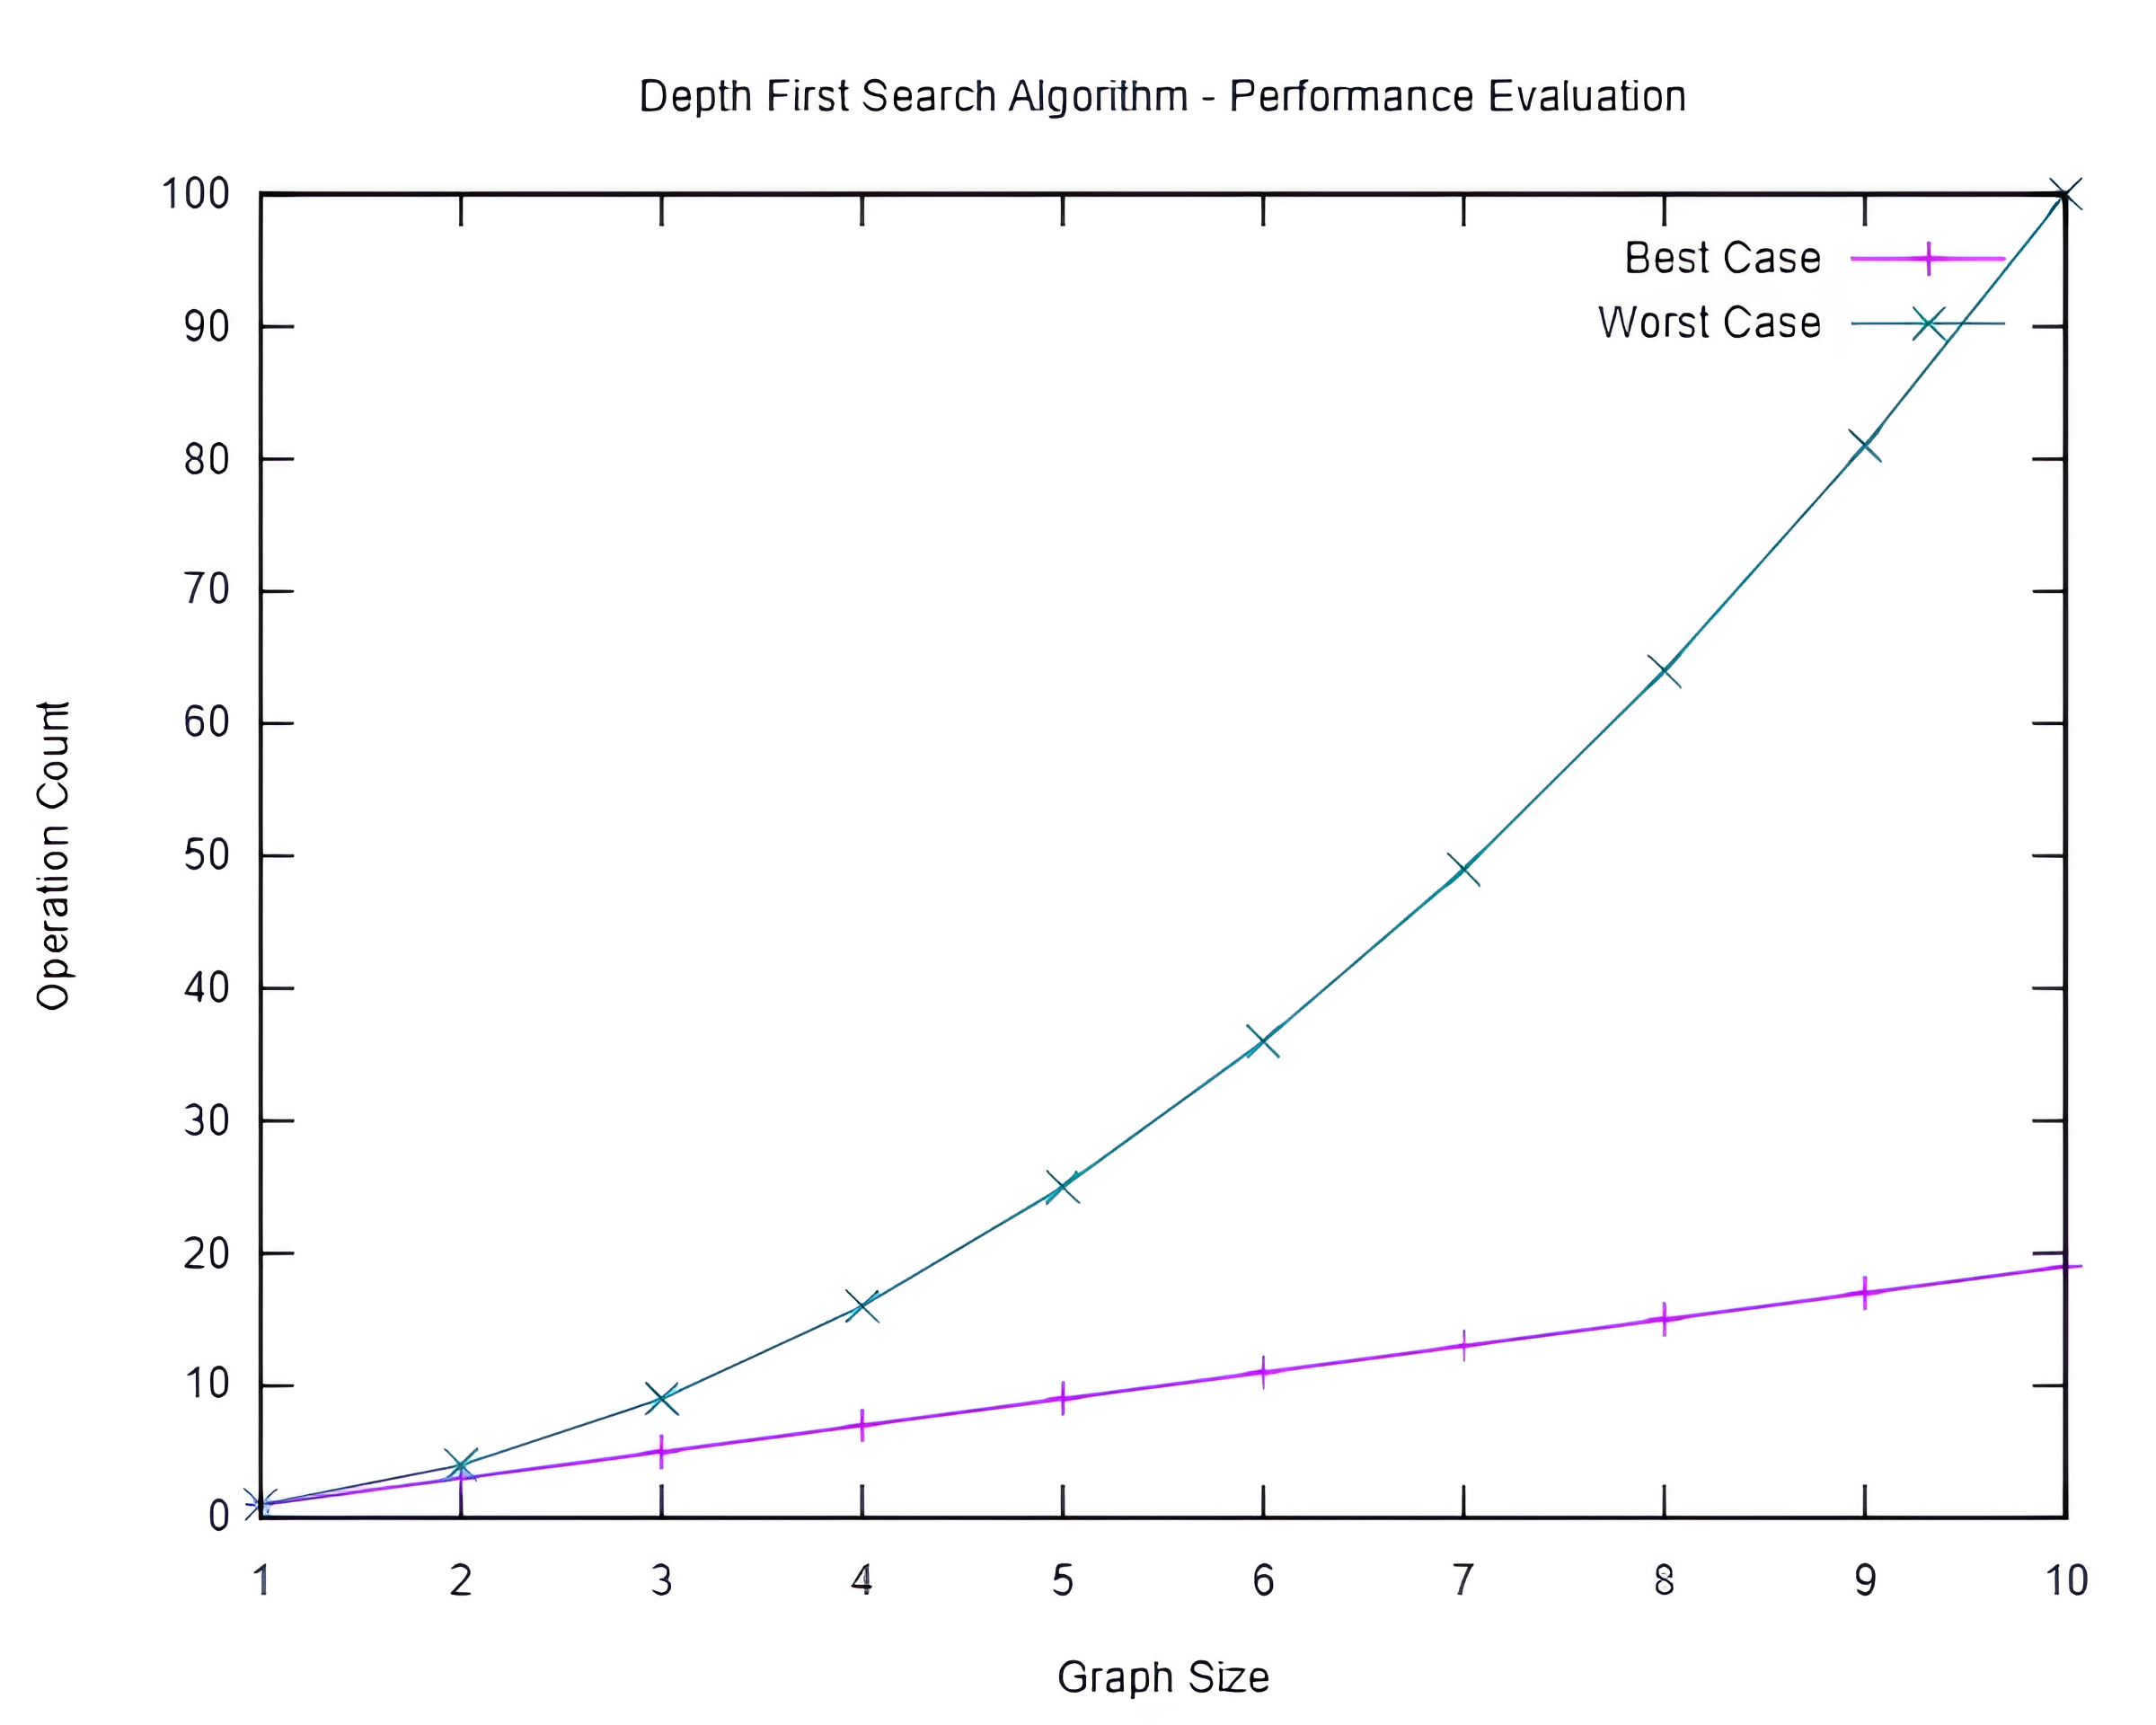 Depth First Search Algorithm - Performance Evaluation
100
90
80
70
60
50
40
30
20
10
0
Best Case
Worst Case
Operation Count
1 2 3 4 5 6 7 8 9 10
Graph Size